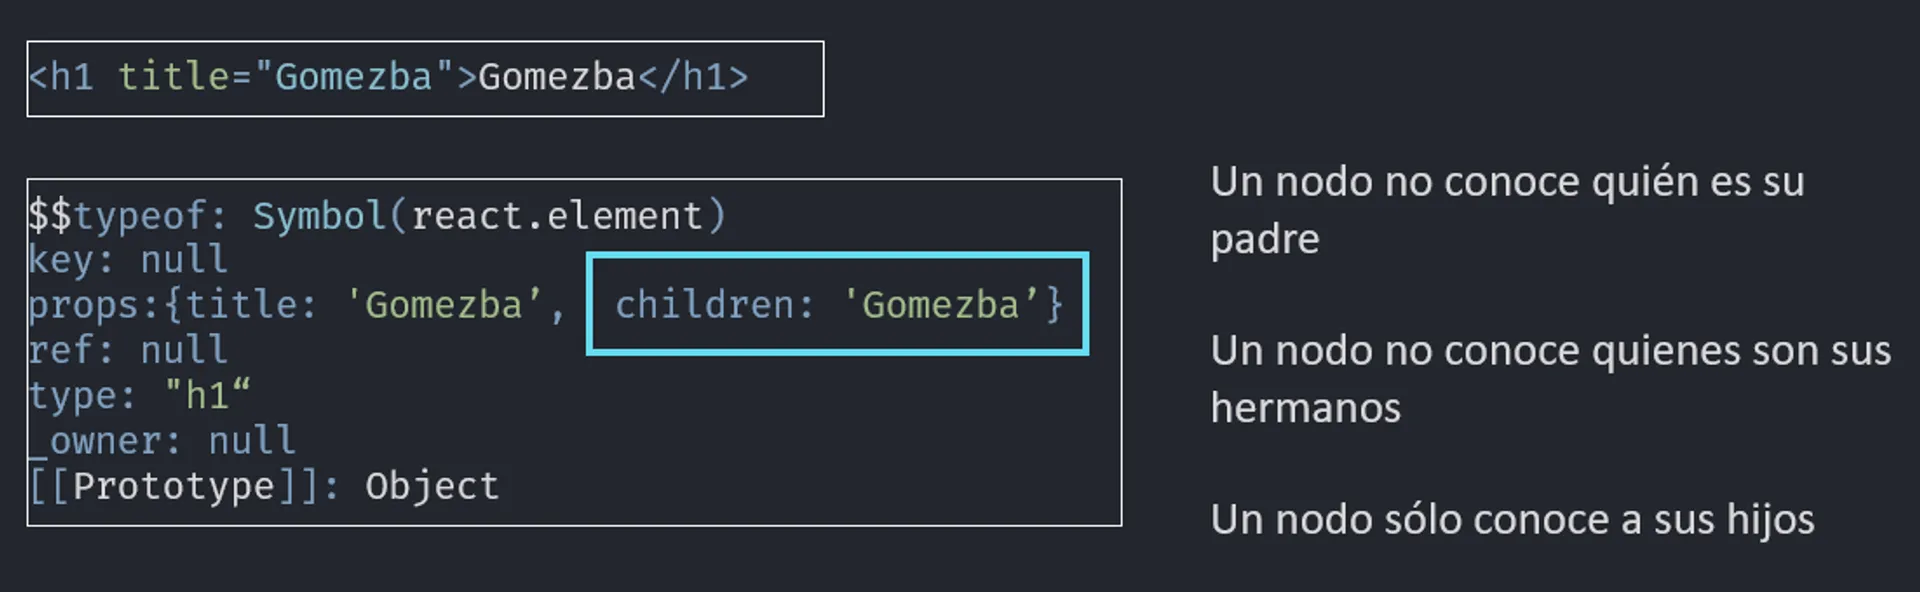 <h1 title="Gomezba">Gomezba</h1>
$$typeof: Symbol(react.element)
key: null
props:{title: 'Gomezba’, children: 'Gomezba’}
ref: null
type: "h1“
_owner: null
[[Prototype]]: Object
Un nodo no conoce quién es su
padre
Un nodo no conoce quienes son sus
hermanos
Un nodo sólo conoce a sus hijos